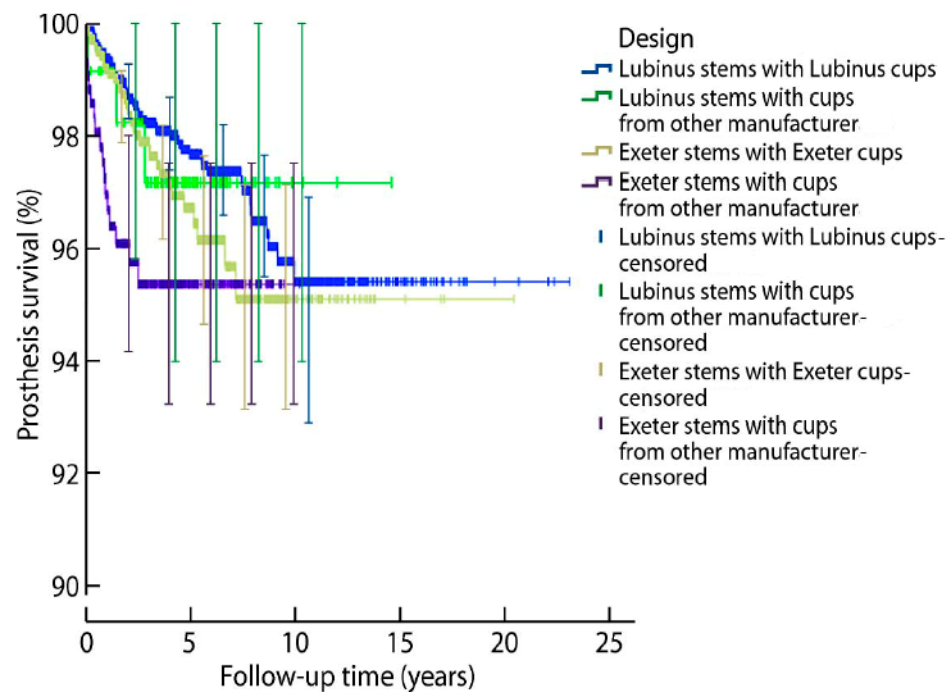 100
98
96
94
92
90
Prosthesis survival (%)
0
5
10
15
20
25
Follow-up time (years)
Design
Lubinus stems with Lubinus cups
Lubinus stems with cups
from other manufacturer
Exeter stems with Exeter cups
Exeter stems with cups
from other manufacturer
Lubinus stems with Lubinus cups-
censored
Lubinus stems with cups
from other manufacturer-
censored
Exeter stems with Exeter cups-
censored
Exeter stems with cups
from other manufacturer-
censored